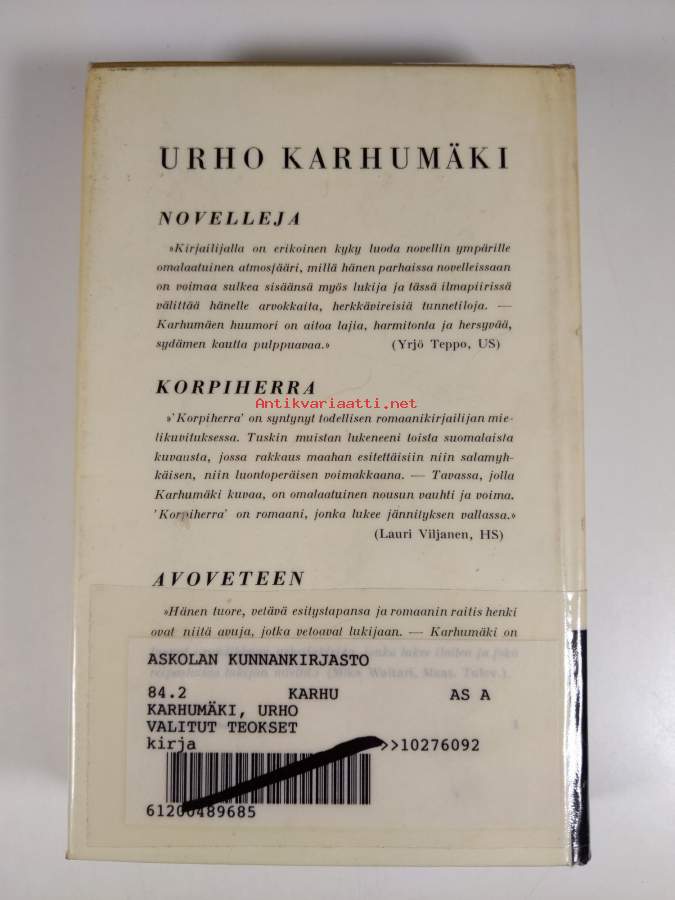 URHO KARHUMÄKI
NOVELLEJA
»Kirjailijalla on erikoinen kyky luoda novellin ympärille
omalaatuinen atmosfääri, millä hänen parhaissa novelleissaan
on voimaa sulkea sisäänsä myös lukija ja tässä ilmapiirissä
välittää hänelle arvokkaita, herkkävireisiä tunnetiloja. —
Karhumäen huumori on aitoa lajia, harmitonta ja hersyvää,
sydämen kautta pulppuavaa.» (Yrjö Teppo, US)
KORPIHERRA
Antikvariaatti.net
»'Korpiherra' on syntynyt todellisen romaanikirjailijan mie-
likuvituksessa. Tuskin muistan lukeneeni toista suomalaista
kuvausta, jossa rakkaus maahan esitettäisiin niin salamyh-
käisen, niin luontoperäisen voimakkaana. — Tavassa, jolla
Karhumäki kuvaa, on omalaatuinen nousun vauhti ja voima.
'Korpiherra' on romaani, jonka lukee jännityksen vallassa.»
(Lauri Viljanen, HS)
AVOVETEEN
»Hänen tuore, vetävä esitystapansa ja romaanin raitis henki
ovat niitä avuja, jotka vetoavat lukijaan. — Karhumäki on
ASKOLAN KUNNANKIRJASTO
84.2 KARHU AS A
KARHUMÄKI, URHO
VALITUT TEOKSET
kirja >>10276092
61200489685